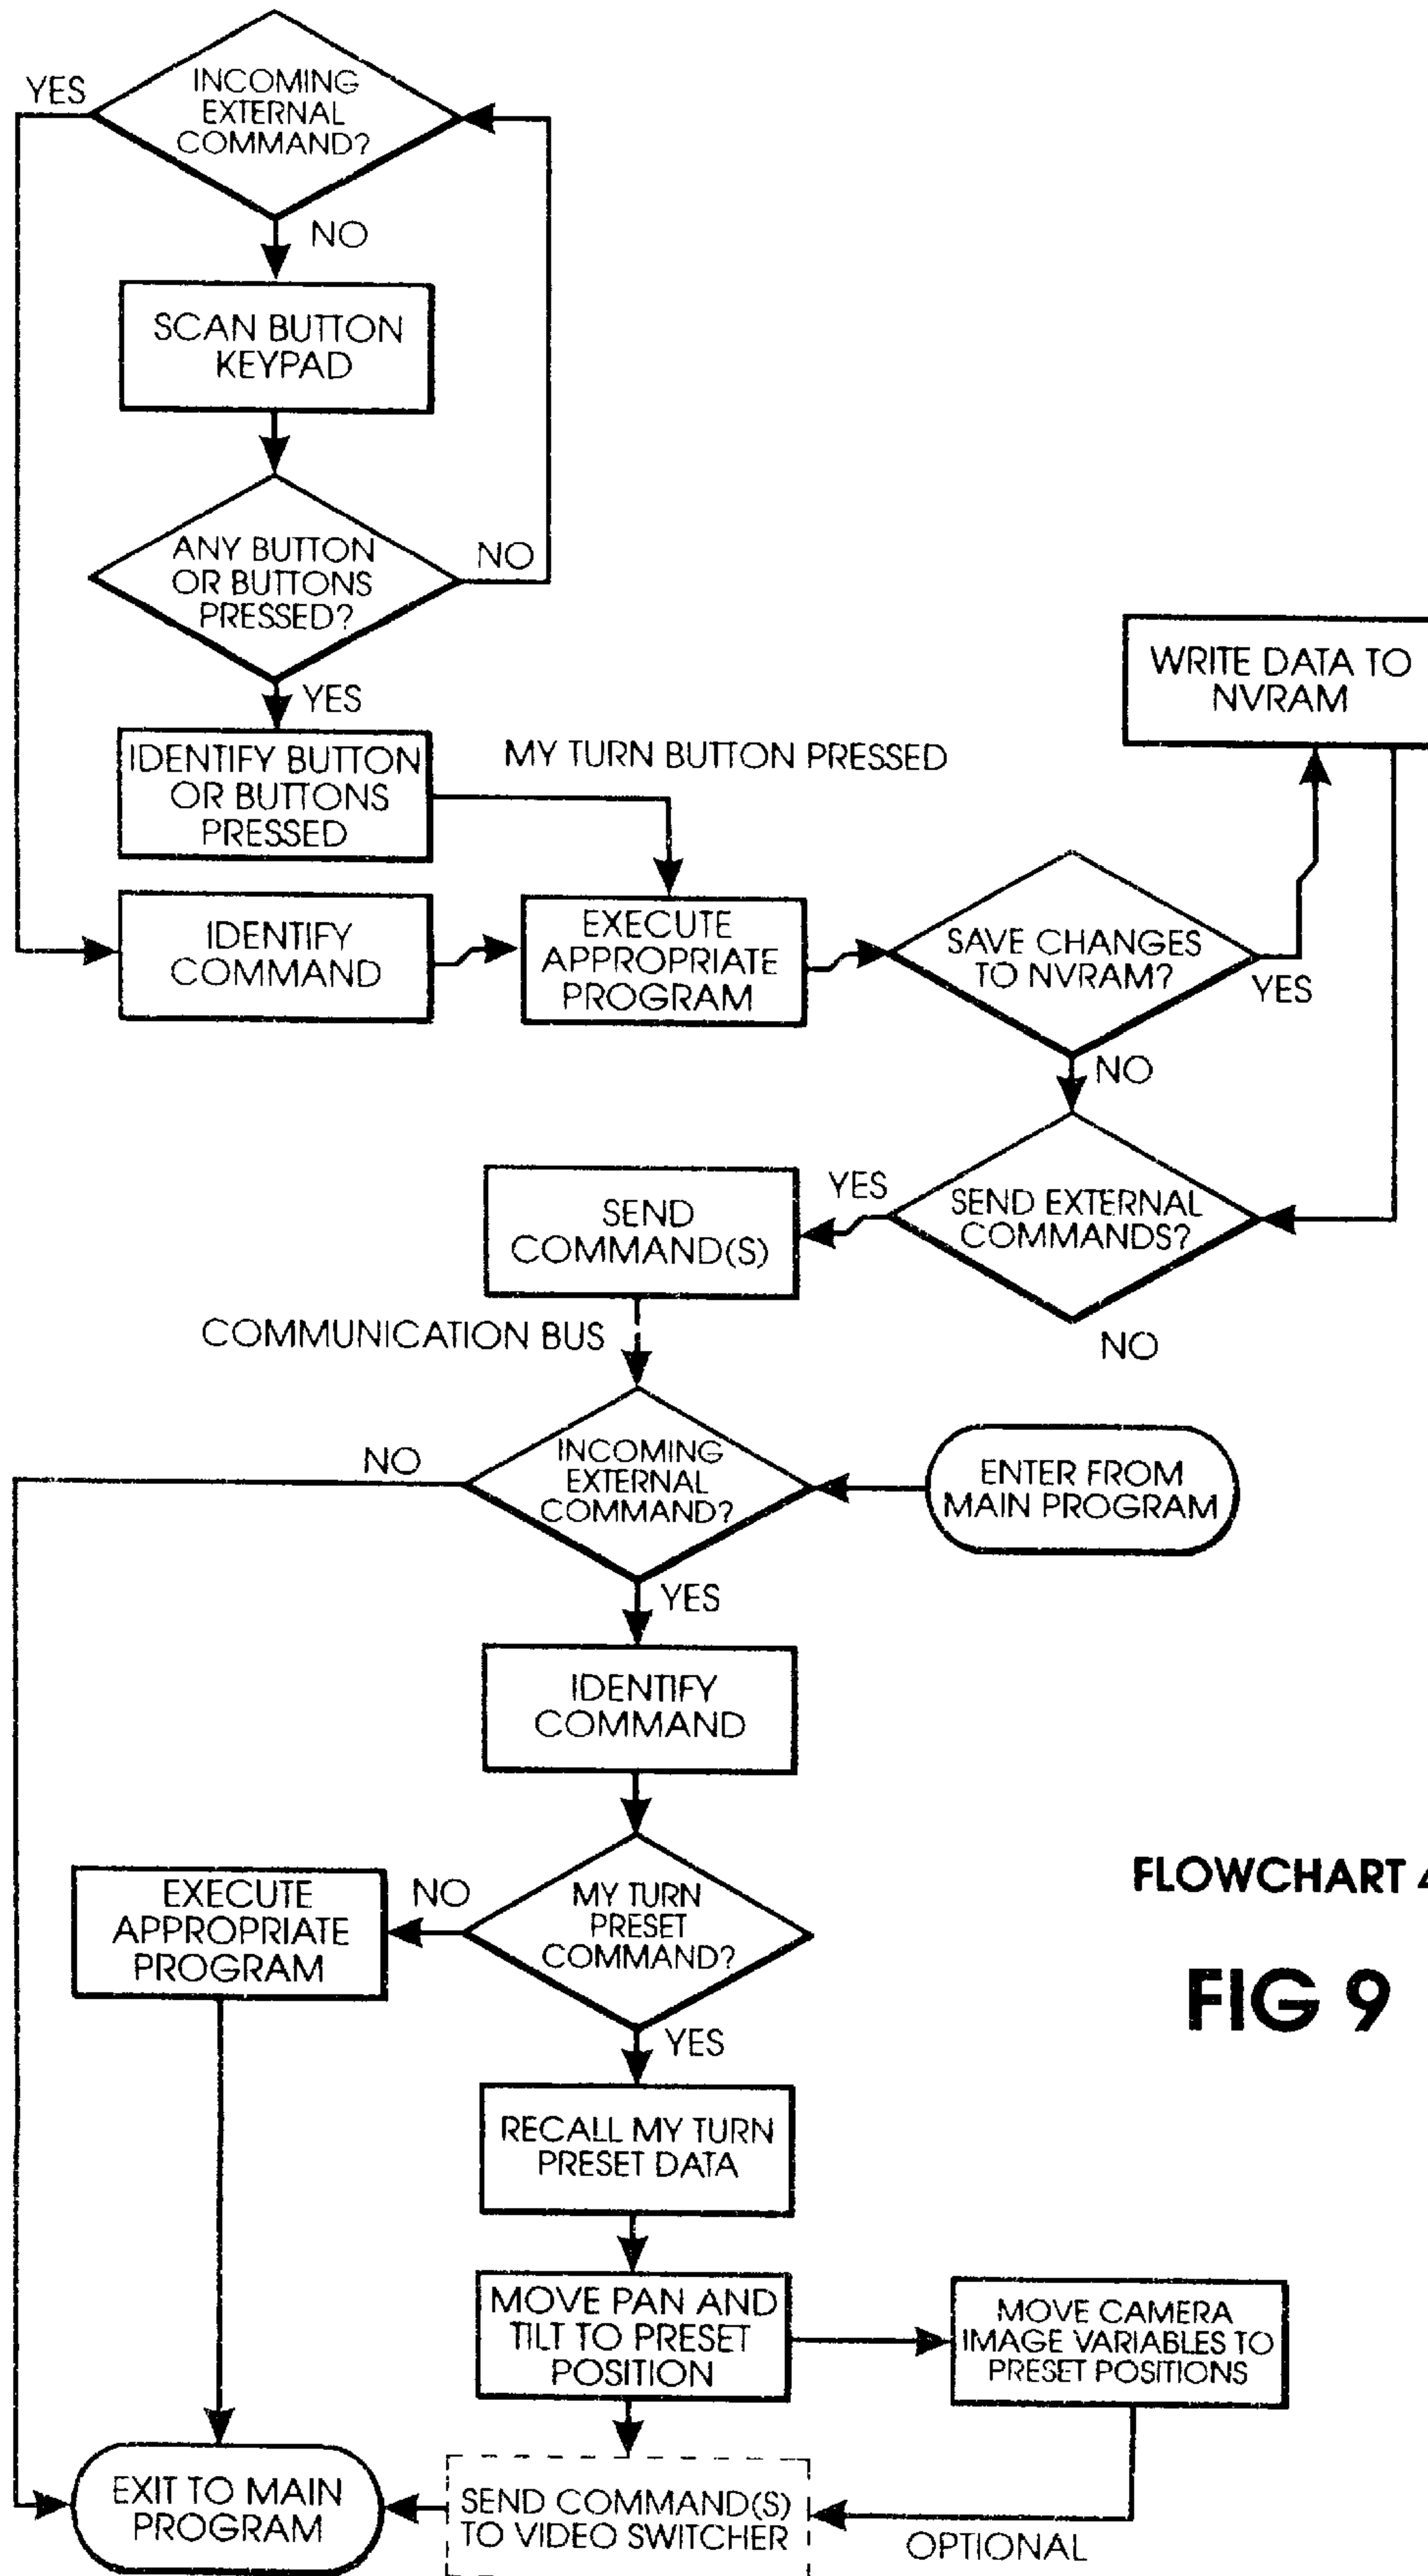 INCOMING
EXTERNAL
COMMAND?
YES
NO
SCAN BUTTON
KEYPAD
ANY BUTTON
OR BUTTONS
PRESSED?
NO
YES
WRITE DATA TO
NVRAM
IDENTIFY BUTTON
OR BUTTONS
PRESSED
MY TURN BUTTON PRESSED
IDENTIFY
COMMAND
EXECUTE
APPROPRIATE
PROGRAM
SAVE CHANGES
TO NVRAM?
YES
NO
SEND EXTERNAL
COMMANDS?
YES
NO
SEND
COMMAND(S)
COMMUNICATION BUS
INCOMING
EXTERNAL
COMMAND?
NO
ENTER FROM
MAIN PROGRAM
YES
IDENTIFY
COMMAND
MY TURN
PRESET
COMMAND?
NO
EXECUTE
APPROPRIATE
PROGRAM
YES
FLOWCHART 4
FIG 9
RECALL MY TURN
PRESET DATA
MOVE PAN AND
TILT TO PRESET
POSITION
MOVE CAMERA
IMAGE VARIABLES TO
PRESET POSITIONS
SEND COMMAND(S)
TO VIDEO SWITCHER
OPTIONAL
EXIT TO MAIN
PROGRAM